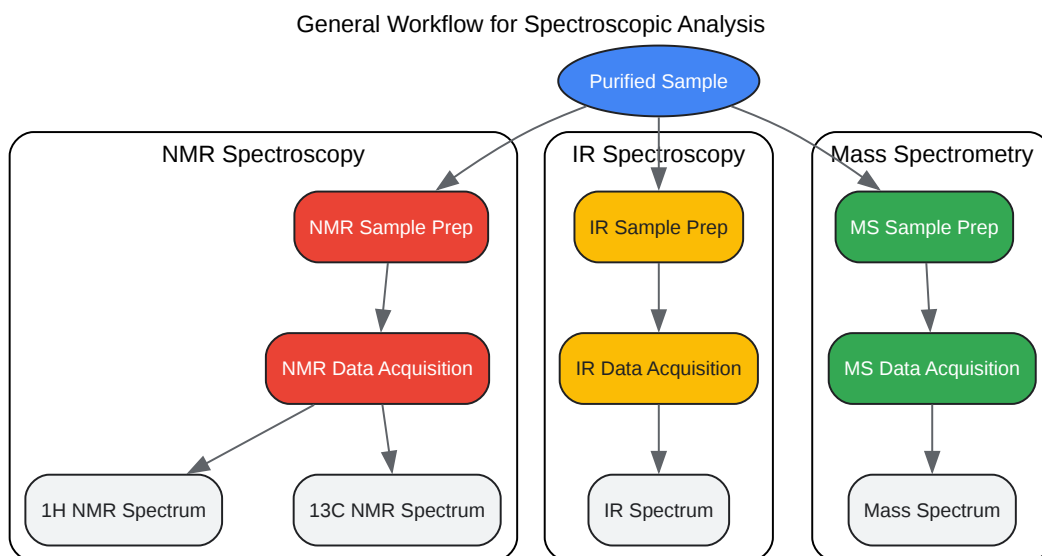 General Workflow for Spectroscopic Analysis
Purified Sample
NMR Spectroscopy
IR Spectroscopy
Mass Spectrometry
NMR Sample Prep
IR Sample Prep
MS Sample Prep
NMR Data Acquisition
IR Data Acquisition
MS Data Acquisition
1H NMR Spectrum
13C NMR Spectrum
IR Spectrum
Mass Spectrum